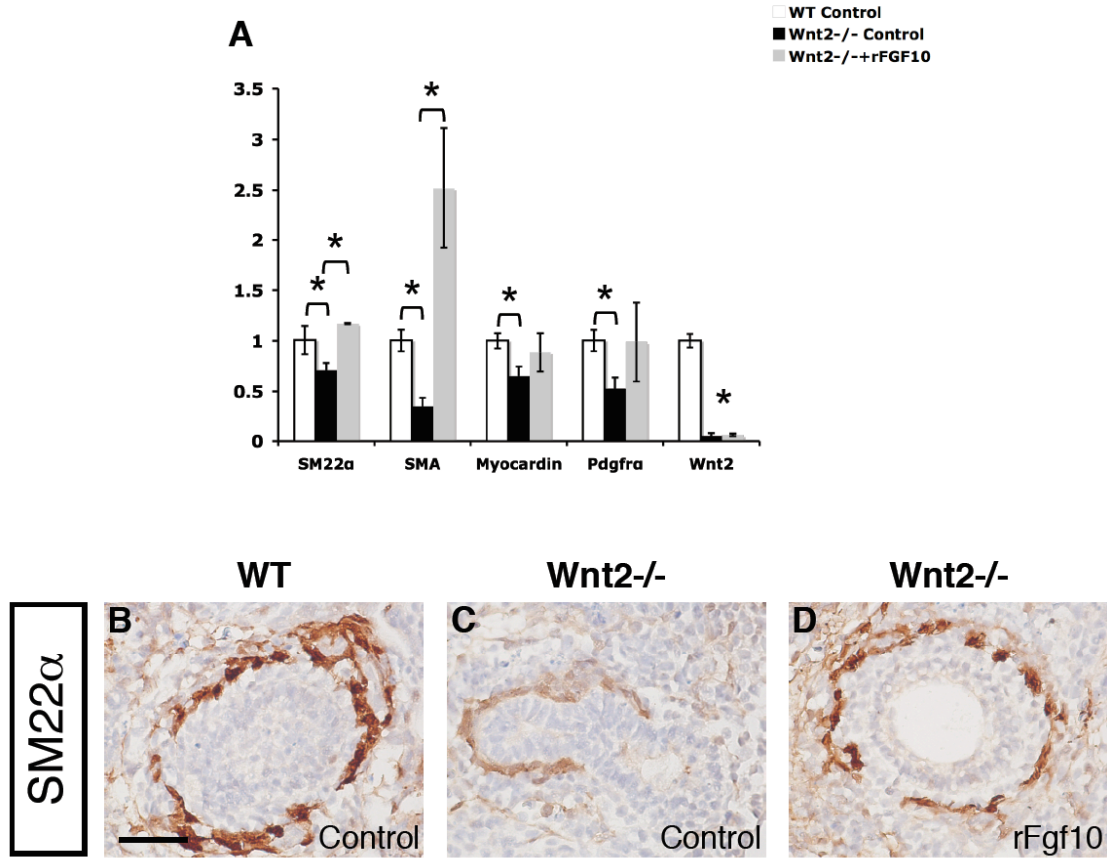 A
WT Control
Wnt2-/- Control
Wnt2-/-+rFGF10
3.5
3
2.5
2
1.5
1
0.5
0
* * * * * * *
SM22α SMA Myocardin Pdgfrα Wnt2
WT Wnt2-/- Wnt2-/-
SM22α
B C D
Control Control rFgf10